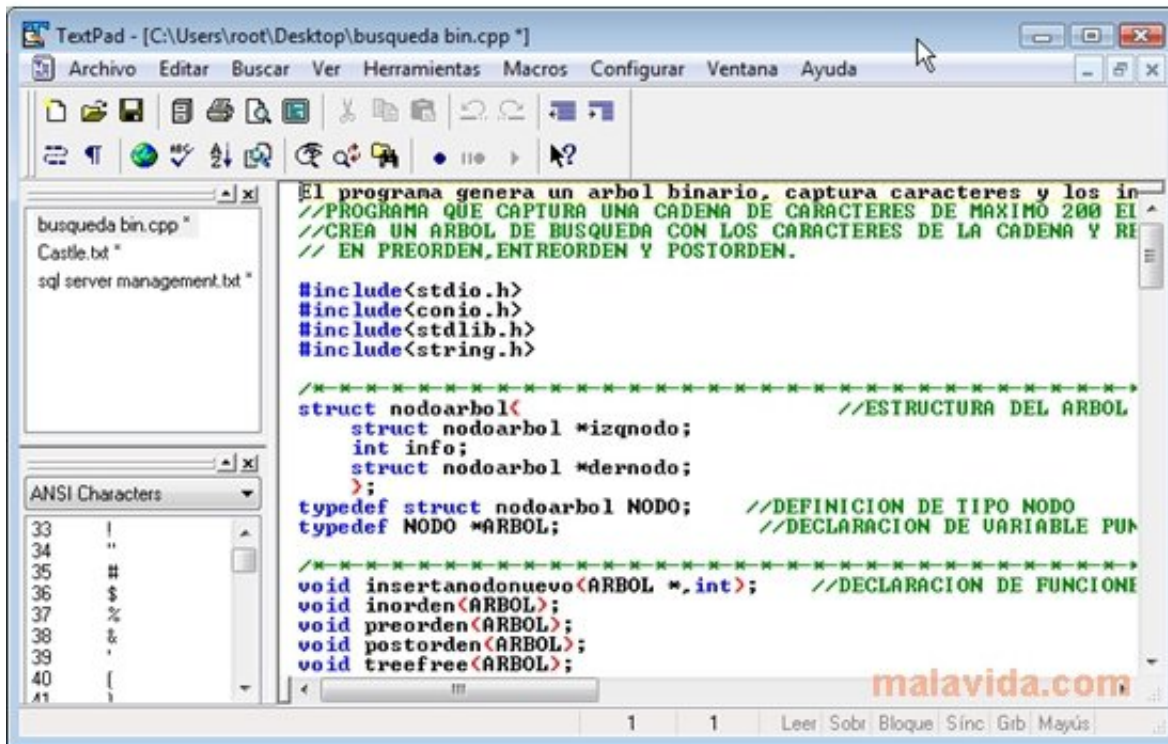 TextPad - [C:\Users\root\Desktop\busqueda bin.cpp *]
Archivo Editar Buscar Ver Herramientas Macros Configurar Ventana Ayuda
busqueda bin.cpp *
Castle.txt *
sql server management.txt *
ANSI Characters
33 !
34 "
35 #
36 $
37 %
38 &
39 '
40 (
41 )
El programa genera un arbol binario, captura caracteres y los in
//PROGRAMA QUE CAPTURA UNA CADENA DE CARACTERES DE MAXIMO 200 EL
//CREA UN ARBOL DE BUSQUEDA CON LOS CARACTERES DE LA CADENA Y RE
// EN PREORDEN,ENTREORDEN Y POSTORDEN.
#include<stdio.h>
#include<conio.h>
#include<stdlib.h>
#include<string.h>
/*-*-*-*-*-*-*-*-*-*-*-*-*-*-*-*-*-*-*-*-*-*-*-*-*-*-*-*-*-*-*-*
struct nodoarbol{ //ESTRUCTURA DEL ARBOL
struct nodoarbol *izqnodo;
int info;
struct nodoarbol *dernodo;
};
typedef struct nodoarbol NODO; //DEFINICION DE TIPO NODO
typedef NODO *ARBOL; //DECLARACION DE VARIABLE PUN
/*-*-*-*-*-*-*-*-*-*-*-*-*-*-*-*-*-*-*-*-*-*-*-*-*-*-*-*-*-*-*-*
void insertanodonuevo(ARBOL *,int); //DECLARACION DE FUNCIONE
void inorden(ARBOL);
void preorden(ARBOL);
void postorden(ARBOL);
void treefree(ARBOL);
malavida.com
1 1 Leer Sobr Bloque Sínc Grb Mayús